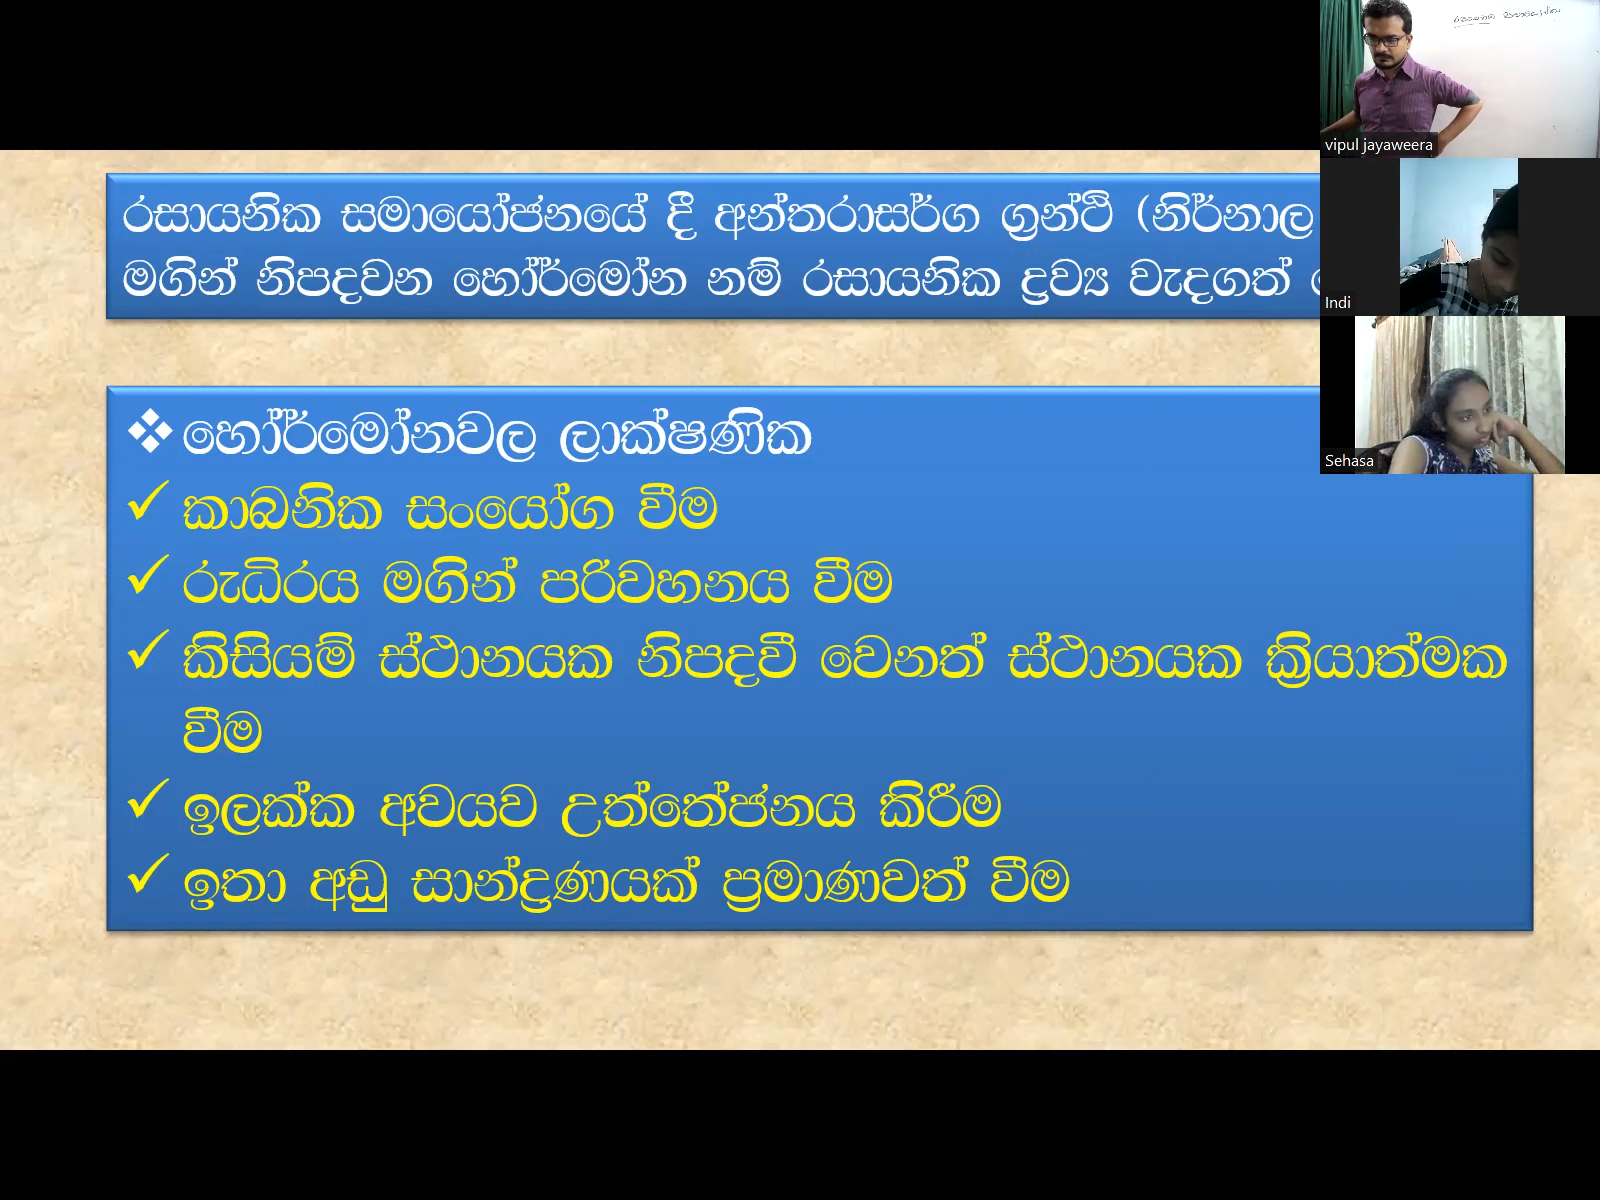 රසායනික සමායෝජනයේ දී අන්තරාසර්ග ග්‍රන්ථි (නිර්නාල
මගින් නිපදවන හෝර්මෝන නම් රසායනික ද්‍රව්‍ය වැදගත්
❖ හෝර්මෝනවල ලාක්ෂණික
✓ කාබනික සංයෝග වීම
✓ රුධිරය මගින් පරිවහනය වීම
✓ කිසියම් ස්ථානයක නිපදවී වෙනත් ස්ථානයක ක්‍රියාත්මක
වීම
✓ ඉලක්ක අවයව උත්තේජනය කිරීම
✓ ඉතා අඩු සාන්ද්‍රණයක් ප්‍රමාණවත් වීම
vipul jayaweera
Indi
Sehasa